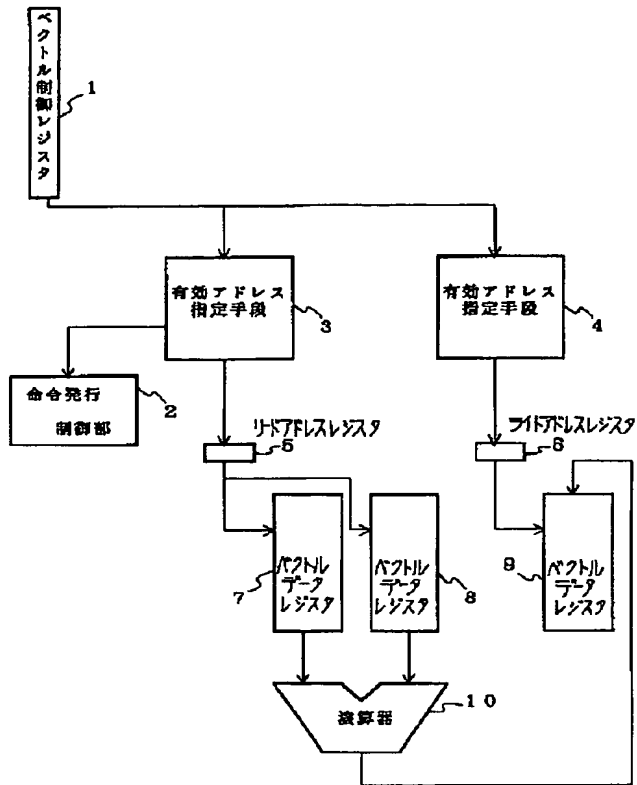 ベクトル制御レジスタ
1
有効アドレス
指定手段
3
有効アドレス
指定手段
4
命令発行
制御部
2
リードアドレスレジスタ
5
ライトアドレスレジスタ
6
ベクトル
データ
レジスタ
7
ベクトル
データ
レジスタ
8
ベクトル
データ
レジスタ
9
演算器
10